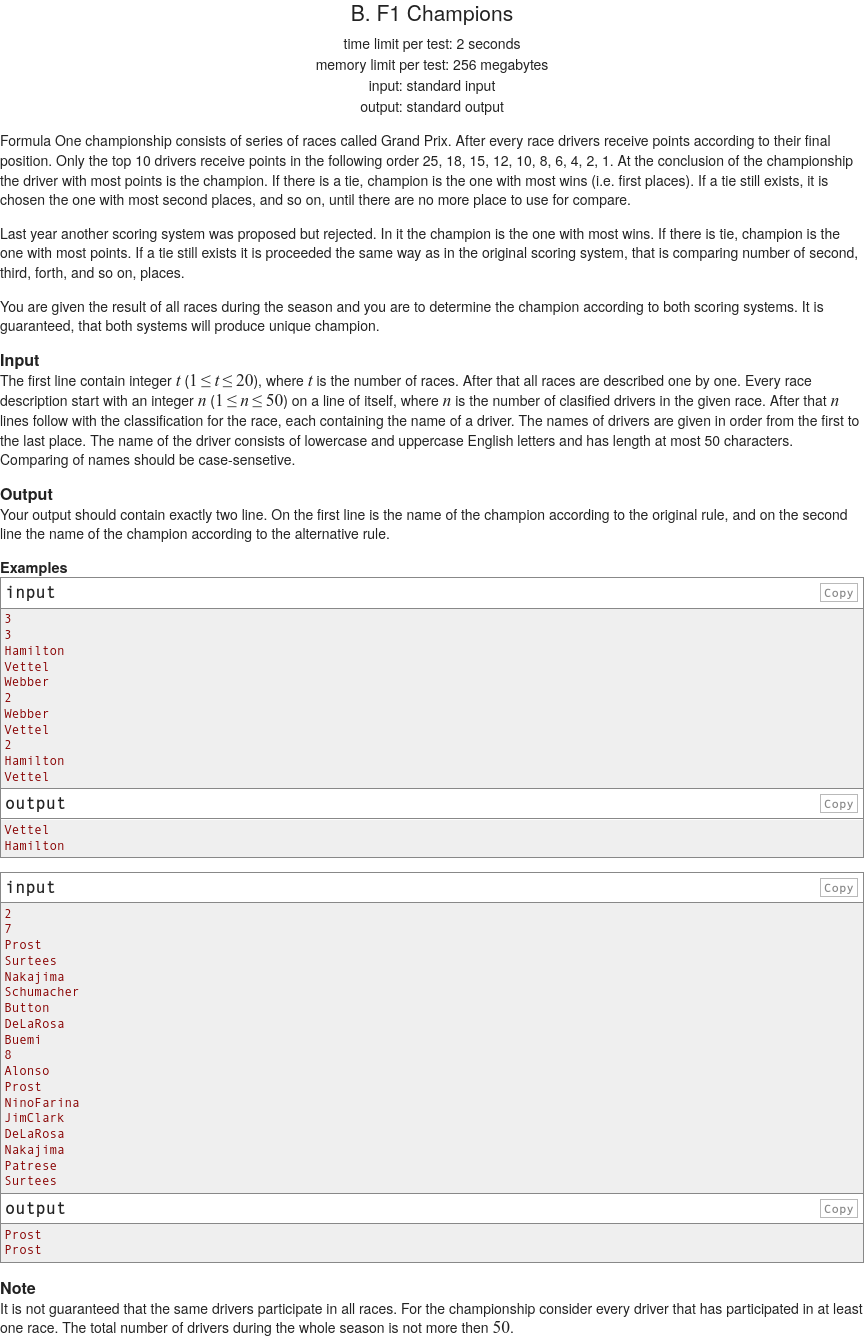 B. F1 Champions
time limit per test: 2 seconds
memory limit per test: 256 megabytes
input: standard input
output: standard output
Formula One championship consists of series of races called Grand Prix. After every race drivers receive points according to their final
position. Only the top 10 drivers receive points in the following order 25, 18, 15, 12, 10, 8, 6, 4, 2, 1. At the conclusion of the championship
the driver with most points is the champion. If there is a tie, champion is the one with most wins (i.e. first places). If a tie still exists, it is
chosen the one with most second places, and so on, until there are no more place to use for compare.
Last year another scoring system was proposed but rejected. In it the champion is the one with most wins. If there is tie, champion is the
one with most points. If a tie still exists it is proceeded the same way as in the original scoring system, that is comparing number of second,
third, forth, and so on, places.
You are given the result of all races during the season and you are to determine the champion according to both scoring systems. It is
guaranteed, that both systems will produce unique champion.
Input
The first line contain integer t (1 ≤ t ≤ 20), where t is the number of races. After that all races are described one by one. Every race
description start with an integer n (1 ≤ n ≤ 50) on a line of itself, where n is the number of clasified drivers in the given race. After that n
lines follow with the classification for the race, each containing the name of a driver. The names of drivers are given in order from the first to
the last place. The name of the driver consists of lowercase and uppercase English letters and has length at most 50 characters.
Comparing of names should be case-sensetive.
Output
Your output should contain exactly two line. On the first line is the name of the champion according to the original rule, and on the second
line the name of the champion according to the alternative rule.
Examples
input Copy
3
3
Hamilton
Vettel
Webber
2
Webber
Vettel
2
Hamilton
Vettel
output Copy
Vettel
Hamilton
input Copy
2
7
Prost
Surtees
Nakajima
Schumacher
Button
DeLaRosa
Buemi
8
Alonso
Prost
NinoFarina
JimClark
DeLaRosa
Nakajima
Patrese
Surtees
output Copy
Prost
Prost
Note
It is not guaranteed that the same drivers participate in all races. For the championship consider every driver that has participated in at least
one race. The total number of drivers during the whole season is not more then 50.